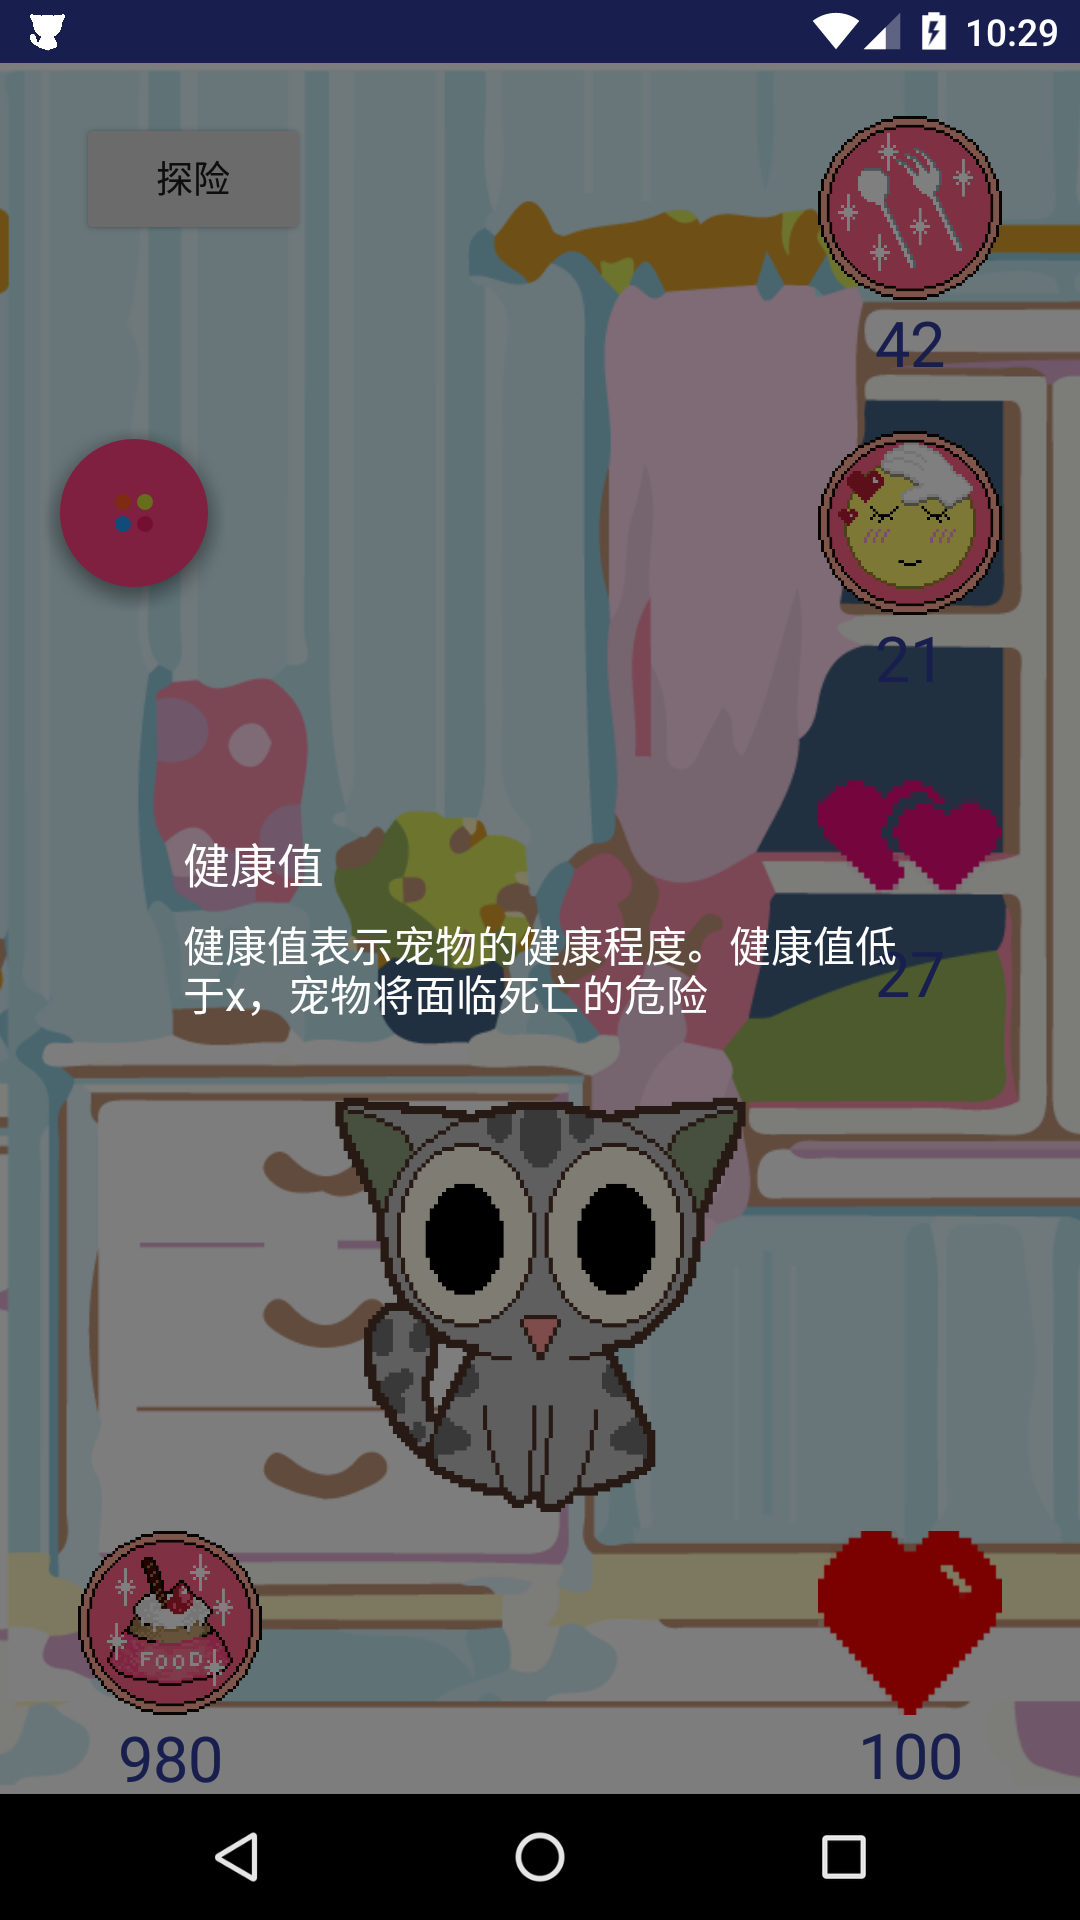 10:29
探险
42
21
健康值
健康值表示宠物的健康程度。健康值低
于x，宠物将面临死亡的危险
27
FOOD
980
100